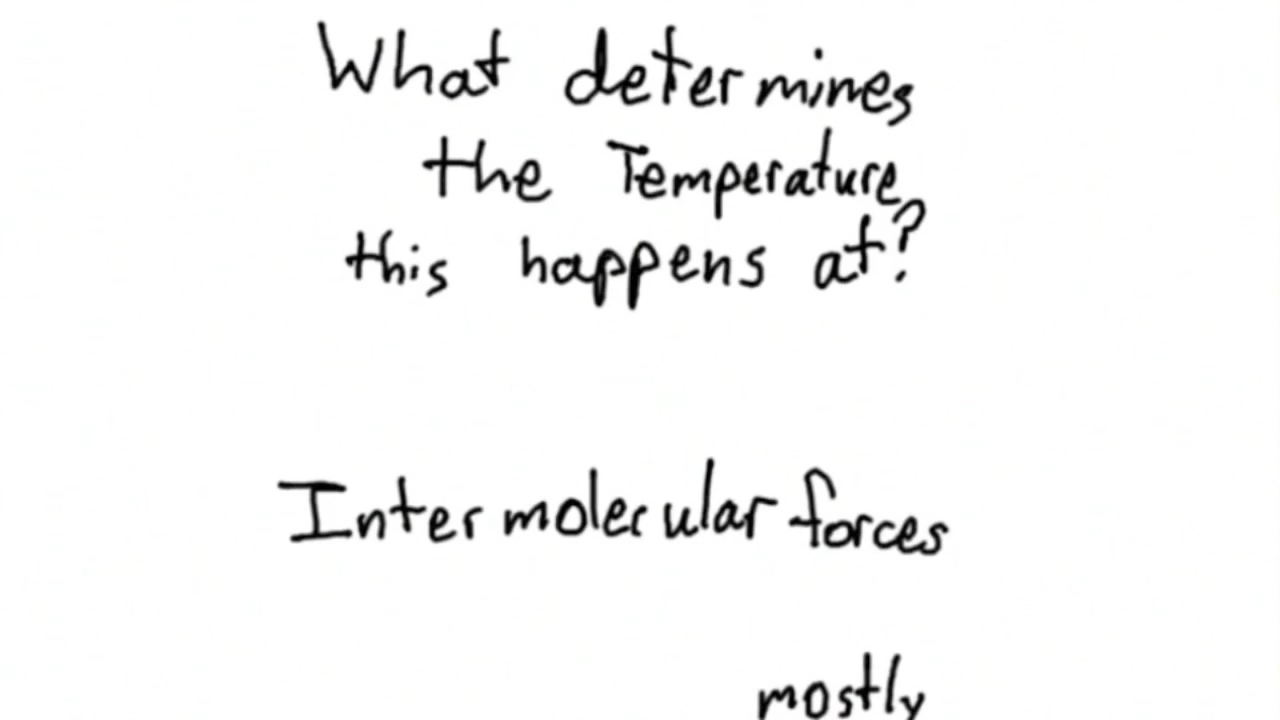 What determines
the Temperature
this happens at?
Intermolecular forces
mostly